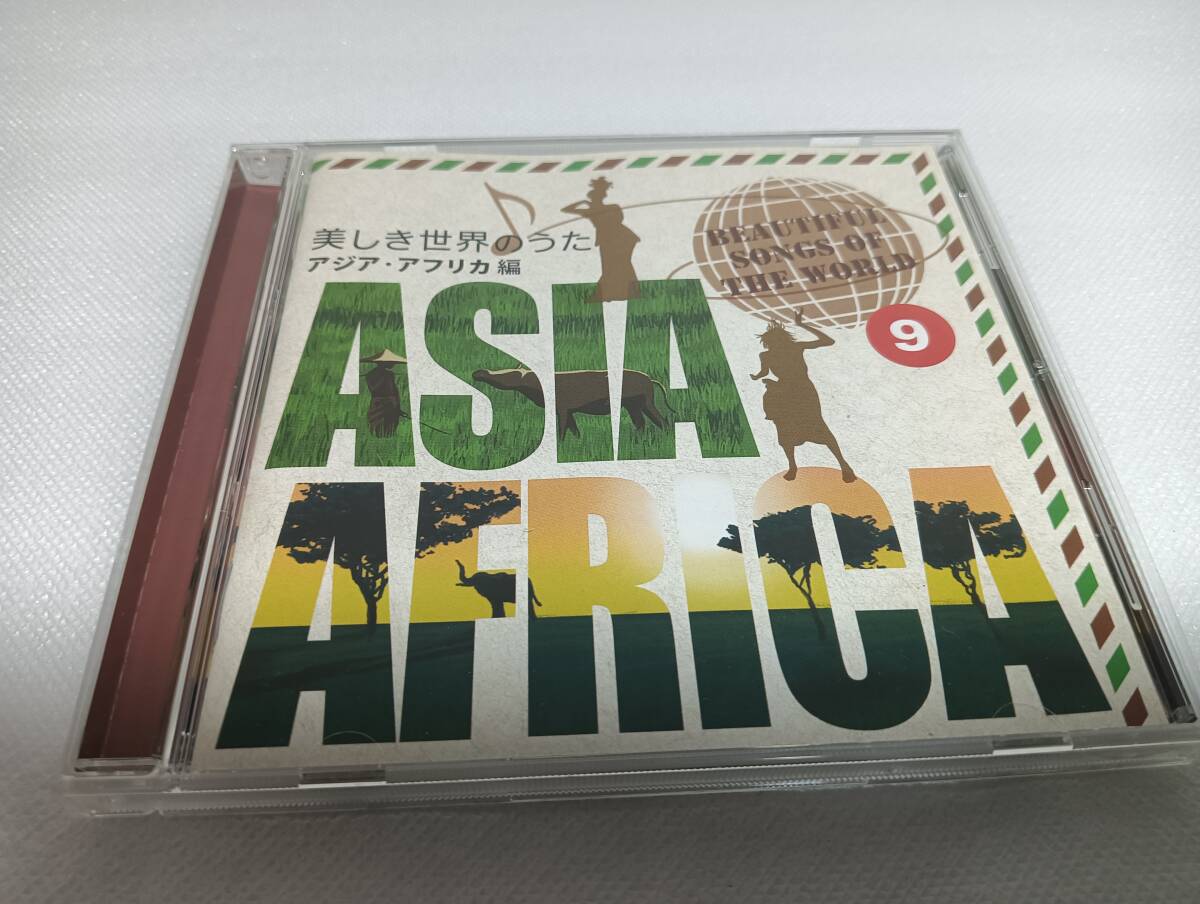 美しき世界のうた
アジア・アフリカ 編
BEAUTIFUL
SONGS OF
THE WORLD
9
ASIA
AFRICA